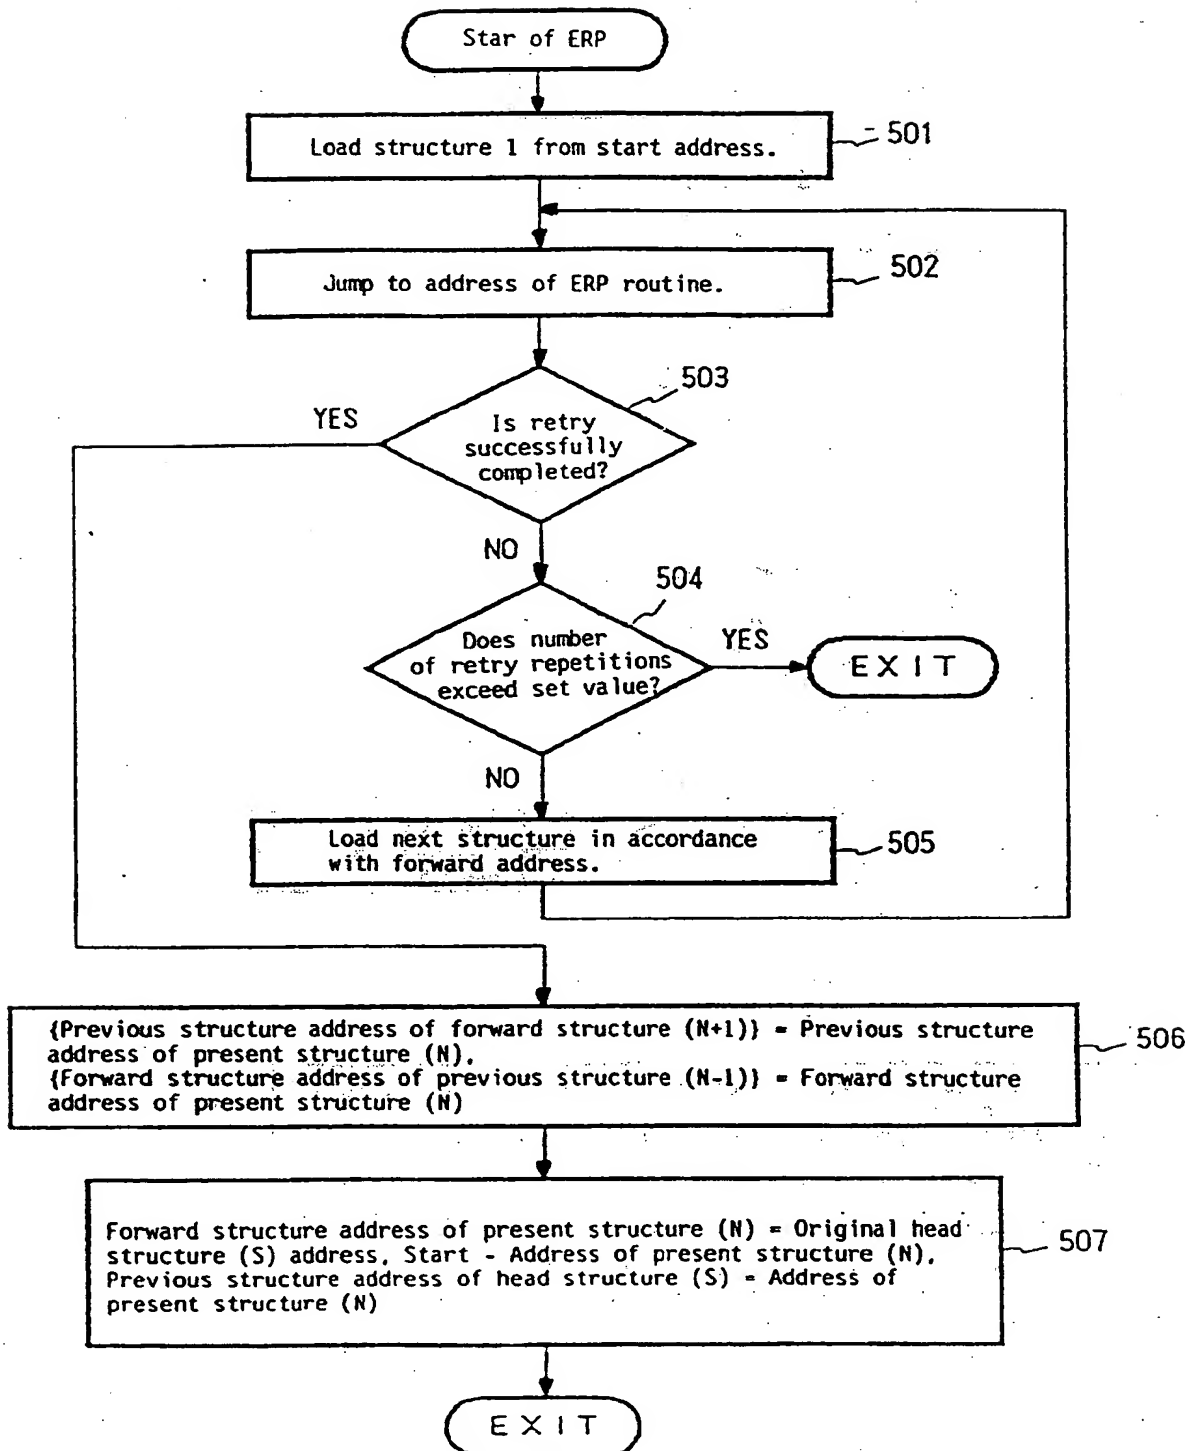 Star of ERP
Load structure 1 from start address.
501
Jump to address of ERP routine.
502
503
YES
Is retry
successfully
completed?
NO
504
Does number
of retry repetitions
exceed set value?
YES
EXIT
NO
Load next structure in accordance
with forward address.
505
{Previous structure address of forward structure (N+1)} = Previous structure
address of present structure (N).
{Forward structure address of previous structure (N-1)} = Forward structure
address of present structure (N)
506
Forward structure address of present structure (N) = Original head
structure (S) address, Start - Address of present structure (N).
Previous structure address of head structure (S) = Address of
present structure (N)
507
EXIT